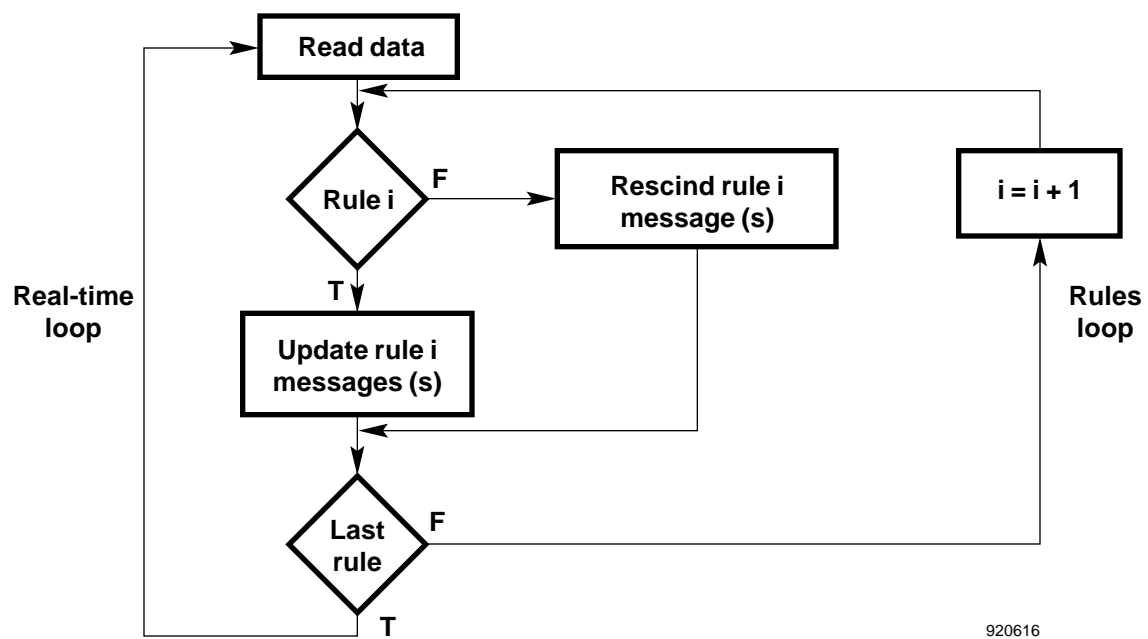 Read data
Rule i
F
Rescind rule i
message (s)
i = i + 1
T
Real-time
loop
Rules
loop
Update rule i
messages (s)
Last
rule
F
T
920616